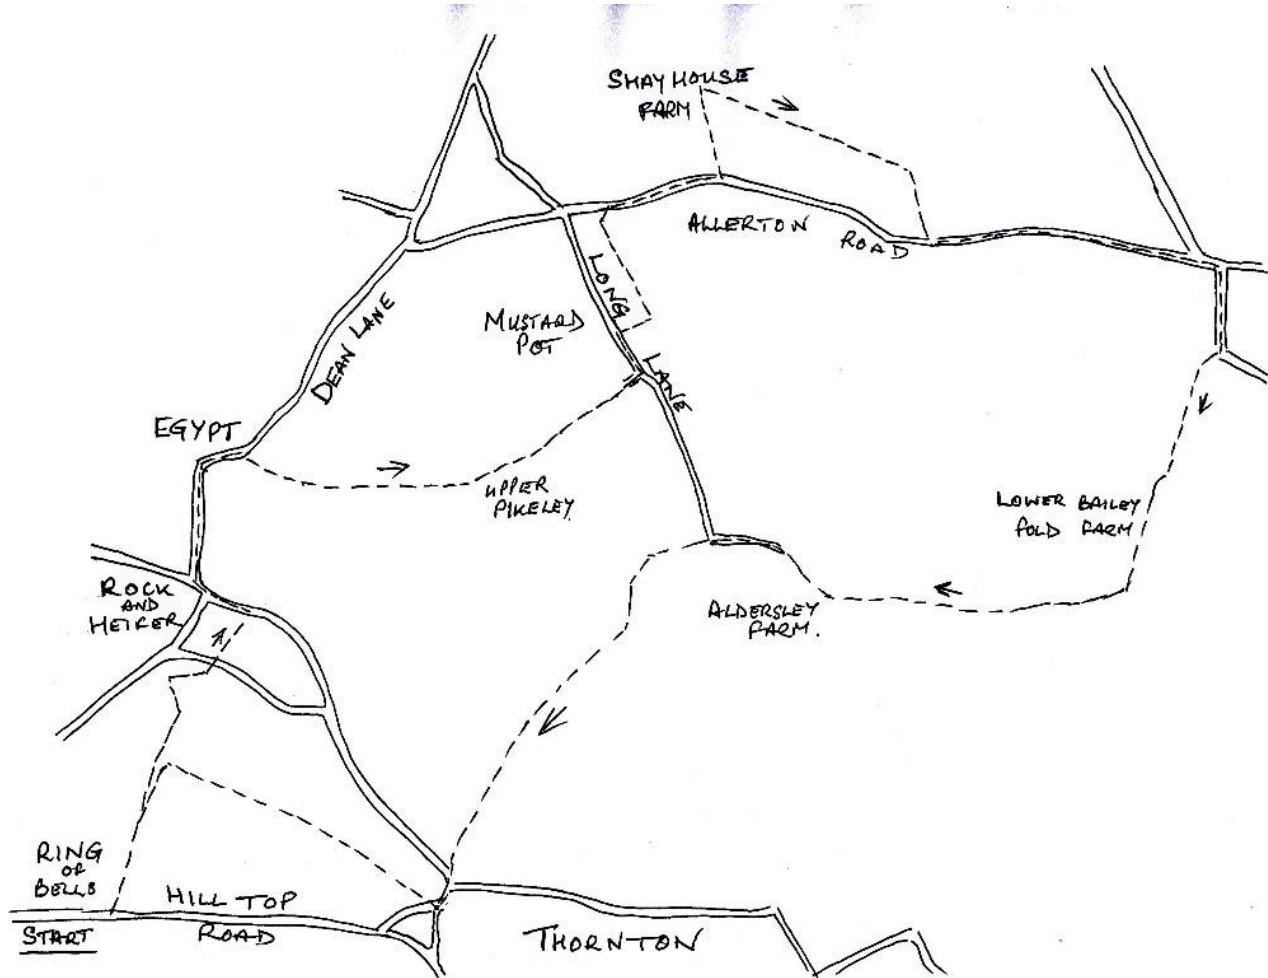 SHAY HOUSE
FARM
ALLERTON
ROAD
LONG
LANE
MUSTARD
POT
DEAN LANE
EGYPT
UPPER
PIKELEY
LOWER BAILEY
FOLD FARM
ROCK
AND
HEIFER
ALDERSLEY
FARM.
RING
OF
BELLS
HILL TOP
ROAD
START
THORNTON